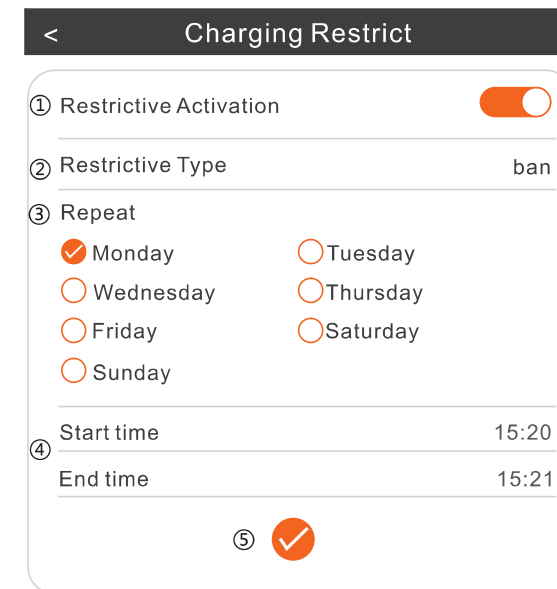 < Charging Restrict
① Restrictive Activation
② Restrictive Type ban
③ Repeat
Monday Tuesday
Wednesday Thursday
Friday Saturday
Sunday
Start time 15:20
④
End time 15:21
⑤